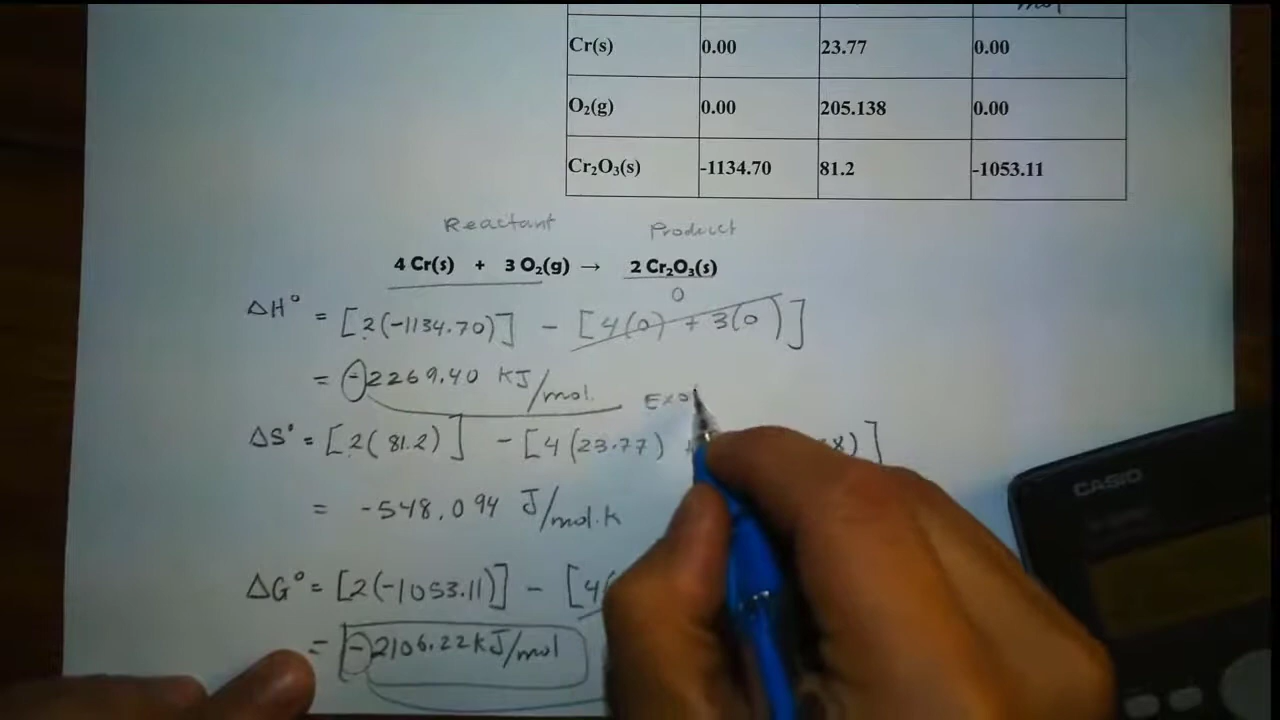 Cr(s) 0.00 23.77 0.00
O₂(g) 0.00 205.138 0.00
Cr₂O₃(s) -1134.70 81.2 -1053.11
Reactant Product
4 Cr(s) + 3 O₂(g) → 2 Cr₂O₃(s)
0
ΔH° = [2(-1134.70)] - [4(0) + 3(0)]
= -2269.40 KJ/mol.
Exo
ΔS° = [2(81.2)] - [4(23.77)
= -548.094 J/mol.K
ΔG° = [2(-1053.11)] - [4(
= -2106.22 KJ/mol
CASIO